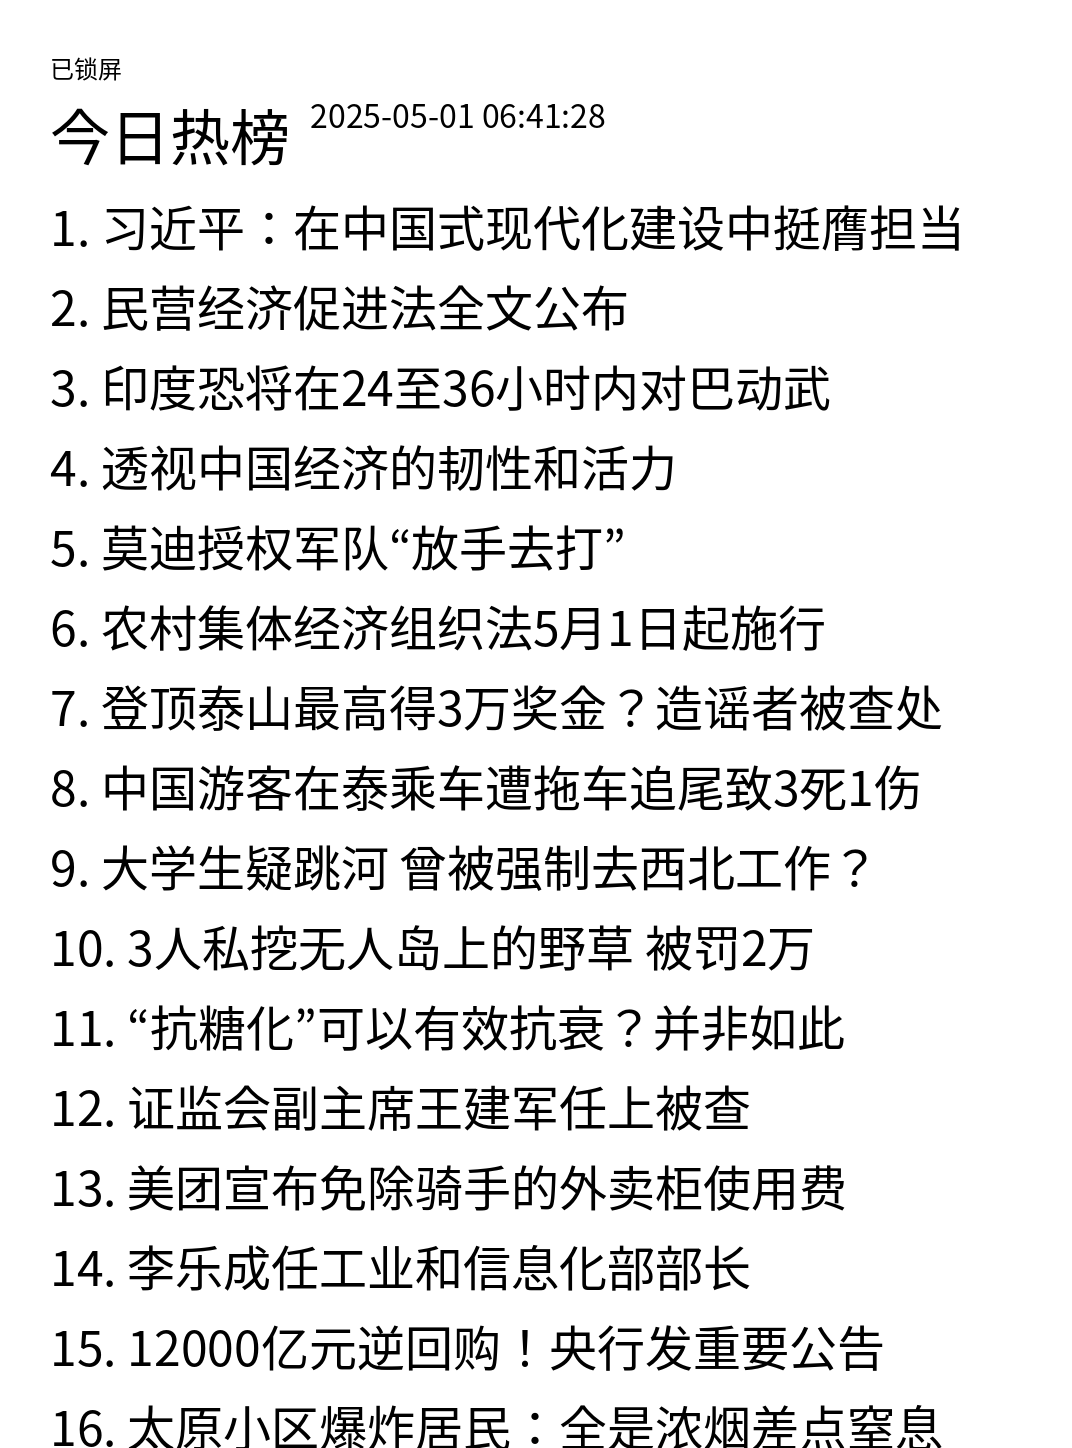 已锁屏
今日热榜 2025-05-01 06:41:28
1. 习近平：在中国式现代化建设中挺膺担当
2. 民营经济促进法全文公布
3. 印度恐将在24至36小时内对巴动武
4. 透视中国经济的韧性和活力
5. 莫迪授权军队“放手去打”
6. 农村集体经济组织法5月1日起施行
7. 登顶泰山最高得3万奖金？造谣者被查处
8. 中国游客在泰乘车遭拖车追尾致3死1伤
9. 大学生疑跳河 曾被强制去西北工作？
10. 3人私挖无人岛上的野草 被罚2万
11. “抗糖化”可以有效抗衰？并非如此
12. 证监会副主席王建军任上被查
13. 美团宣布免除骑手的外卖柜使用费
14. 李乐成任工业和信息化部部长
15. 12000亿元逆回购！央行发重要公告
16. 太原小区爆炸居民：全是浓烟差点窒息